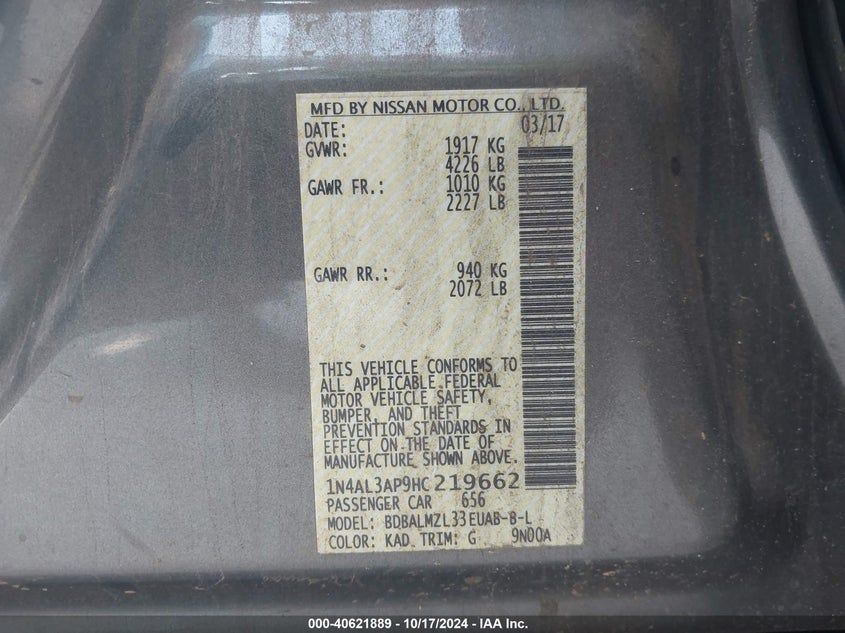 MFD BY NISSAN MOTOR CO., LTD.
DATE: 03/17
GVWR: 1917 KG
4226 LB
GAWR FR.: 1010 KG
2227 LB
GAWR RR.: 940 KG
2072 LB
THIS VEHICLE CONFORMS TO
ALL APPLICABLE FEDERAL
MOTOR VEHICLE SAFETY,
BUMPER, AND THEFT
PREVENTION STANDARDS IN
EFFECT ON THE DATE OF
MANUFACTURE SHOWN ABOVE.
1N4AL3AP9HC219662
PASSENGER CAR 656
MODEL: BDBALMZL33EUAB-B-L
COLOR: KAD TRIM: G 9N00A
000-40621889 - 10/17/2024 - IAA Inc.